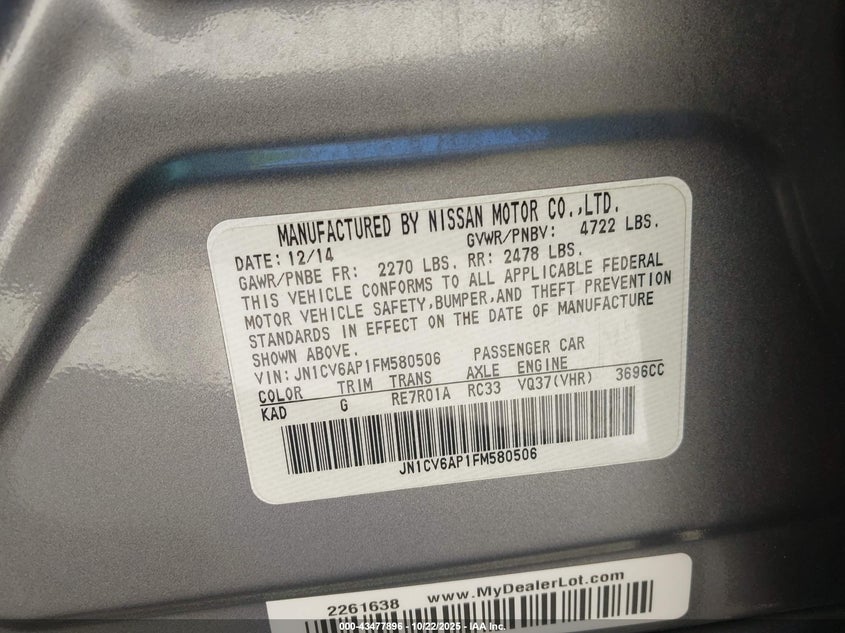 MANUFACTURED BY NISSAN MOTOR CO.,LTD.
DATE: 12/14 GVWR/PNBV: 4722 LBS.
GAWR/PNBE FR: 2270 LBS. RR: 2478 LBS.
THIS VEHICLE CONFORMS TO ALL APPLICABLE FEDERAL
MOTOR VEHICLE SAFETY,BUMPER,AND THEFT PREVENTION
STANDARDS IN EFFECT ON THE DATE OF MANUFACTURE
SHOWN ABOVE.
VIN:JN1CV6AP1FM580506 PASSENGER CAR
COLOR TRIM TRANS AXLE ENGINE
KAD G RE7R01A RC33 VQ37(VHR) 3696CC
JN1CV6AP1FM580506
2261638 www.MyDealerLot.com
000-43477896 - 10/22/2025 - IAA Inc.